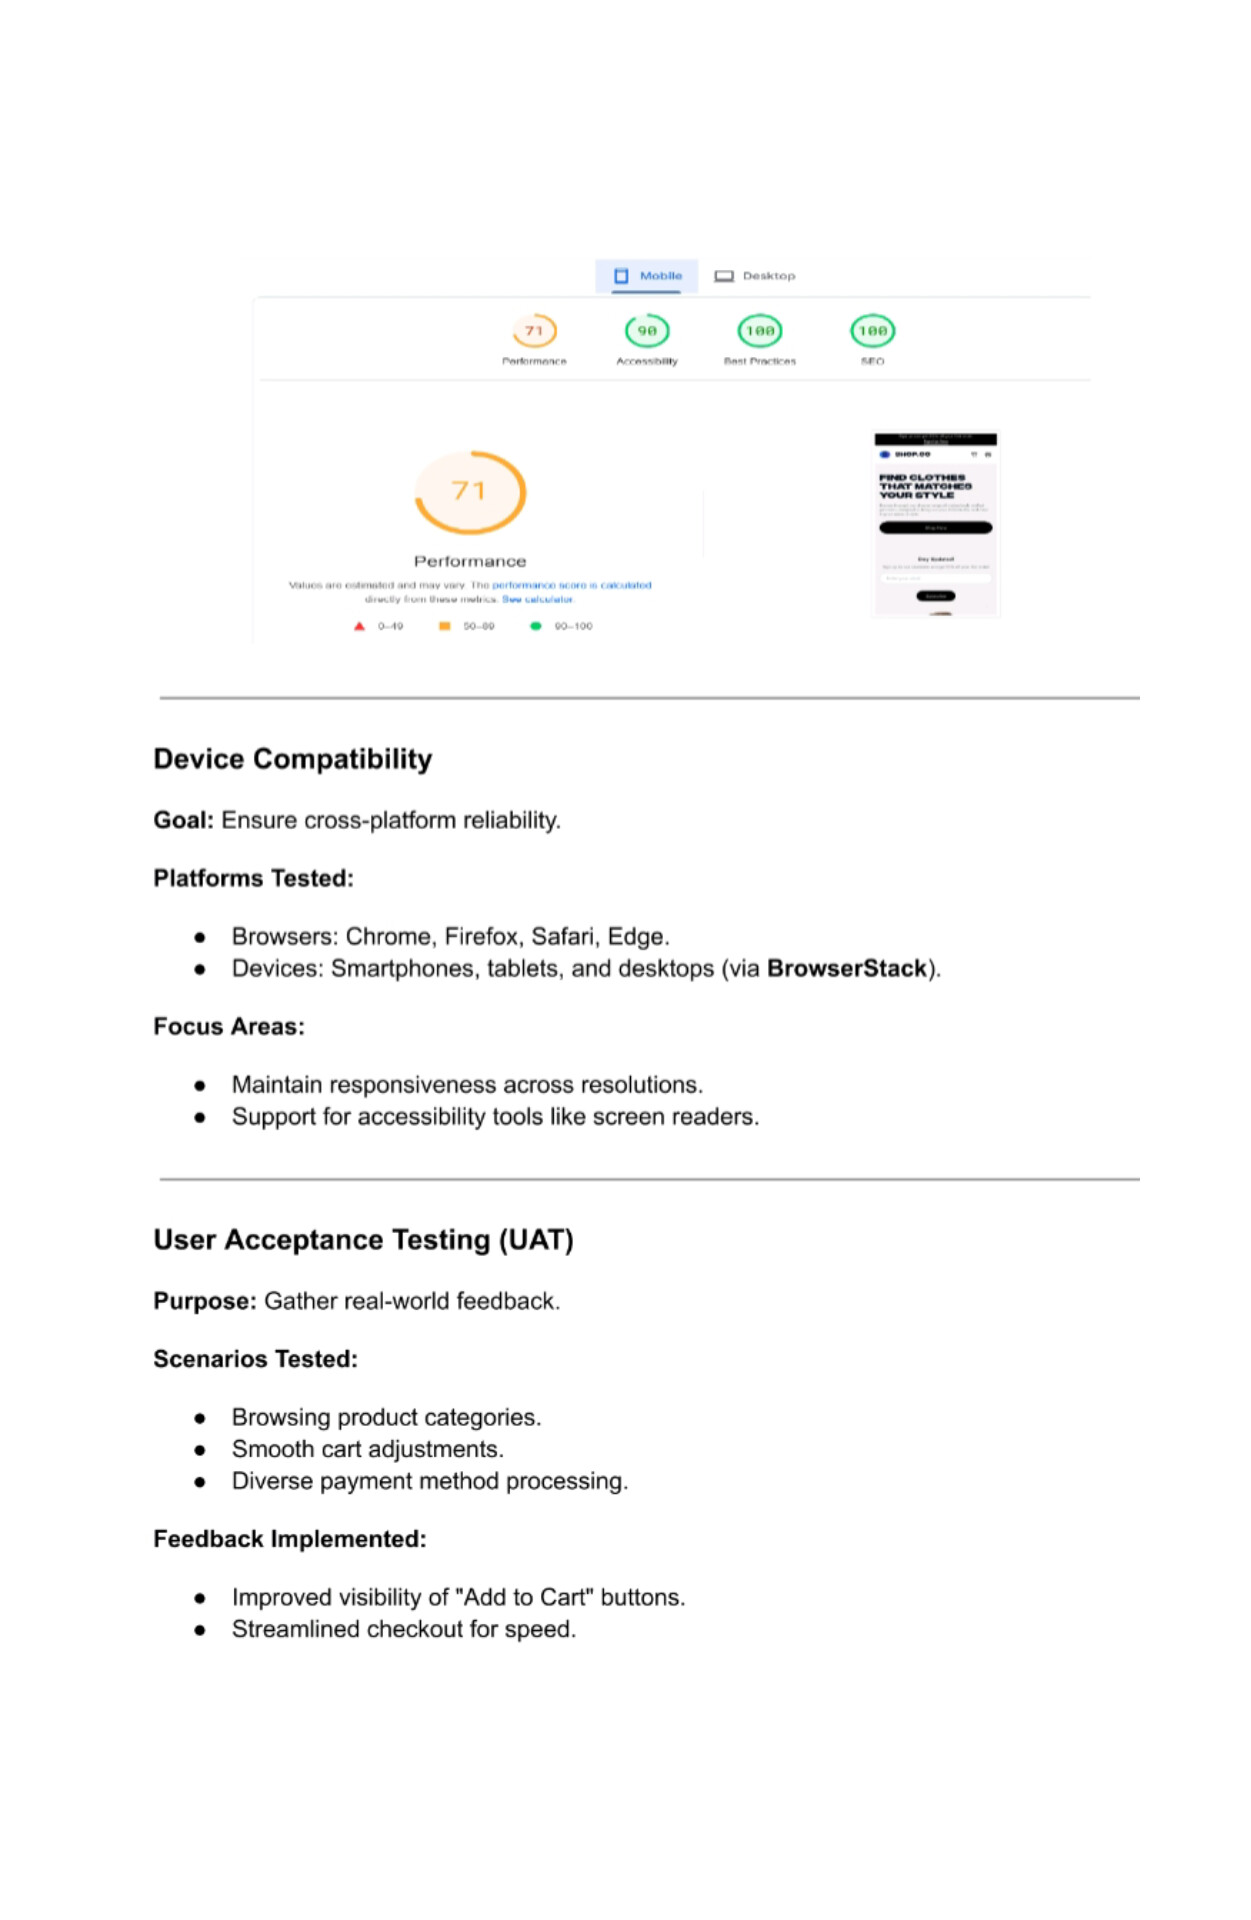 Mobile Desktop
71 90 100 100
Performance Accessibility Best Practices SEO
SHOP.CO
FIND CLOTHES
THAT MATCHES
YOUR STYLE
71
Performance
Values are estimated and may vary. The performance score is calculated
directly from these metrics. See calculator.
0–49 50–89 90–100
Stay Updated!
Device Compatibility
Goal: Ensure cross-platform reliability.
Platforms Tested:
● Browsers: Chrome, Firefox, Safari, Edge.
● Devices: Smartphones, tablets, and desktops (via BrowserStack).
Focus Areas:
● Maintain responsiveness across resolutions.
● Support for accessibility tools like screen readers.
User Acceptance Testing (UAT)
Purpose: Gather real-world feedback.
Scenarios Tested:
● Browsing product categories.
● Smooth cart adjustments.
● Diverse payment method processing.
Feedback Implemented:
● Improved visibility of "Add to Cart" buttons.
● Streamlined checkout for speed.